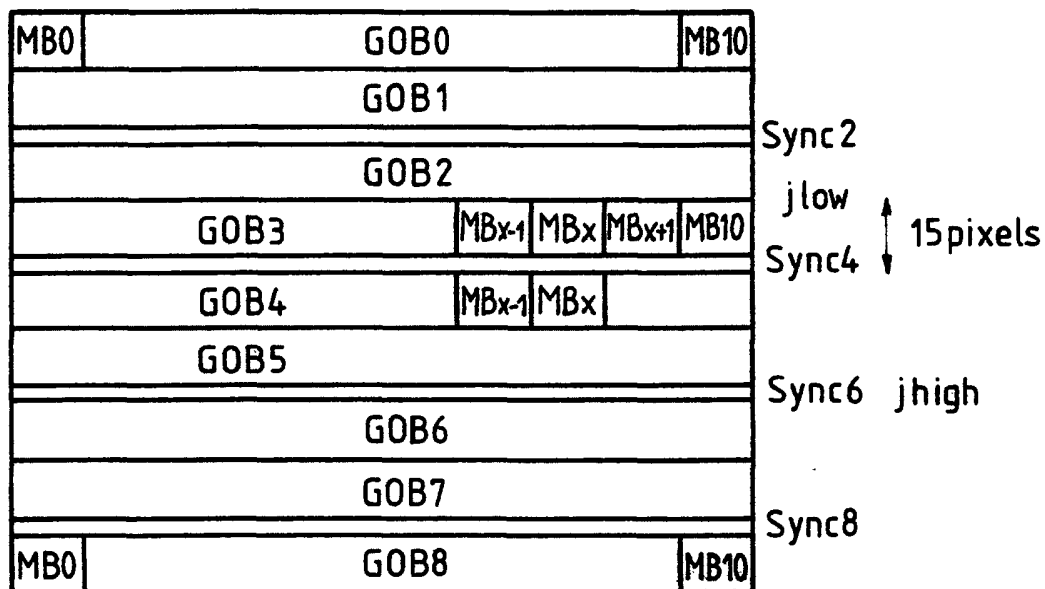 MB0 GOB0 MB10
GOB1
Sync2
GOB2
jlow
GOB3 MBx-1 MBx MBx+1 MB10
15pixels
Sync4
GOB4 MBx-1 MBx
GOB5
Sync6 jhigh
GOB6
GOB7
Sync8
MB0 GOB8 MB10